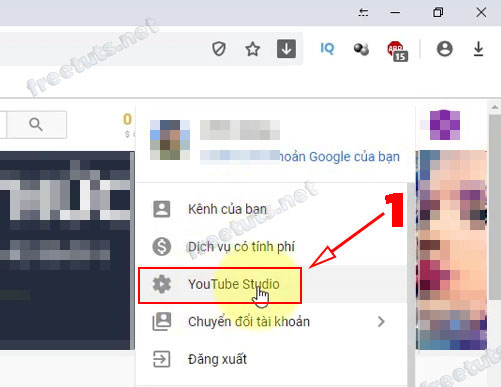 freetuts.net
IQ
ABP
15
0
$
hoản Google của bạn
Kênh của bạn
freetuts.net
1
Dịch vụ có tính phí
YouTube Studio
Chuyển đổi tài khoản
Đăng xuất
freetuts.net